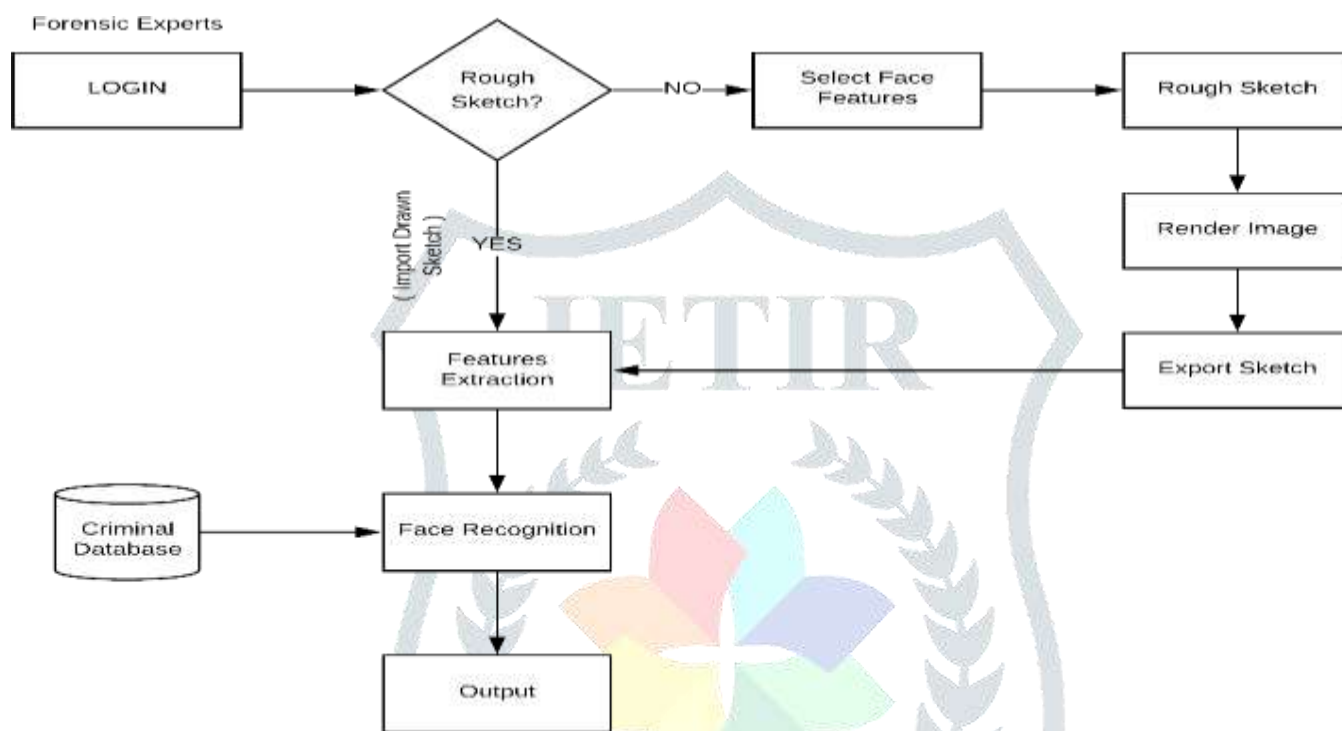 Forensic Experts
LOGIN
Rough
Sketch?
NO
Select Face
Features
Rough Sketch
( Import Drawn
Sketch )
YES
Render Image
JETIR
Features
Extraction
Export Sketch
Criminal
Database
Face Recognition
Output